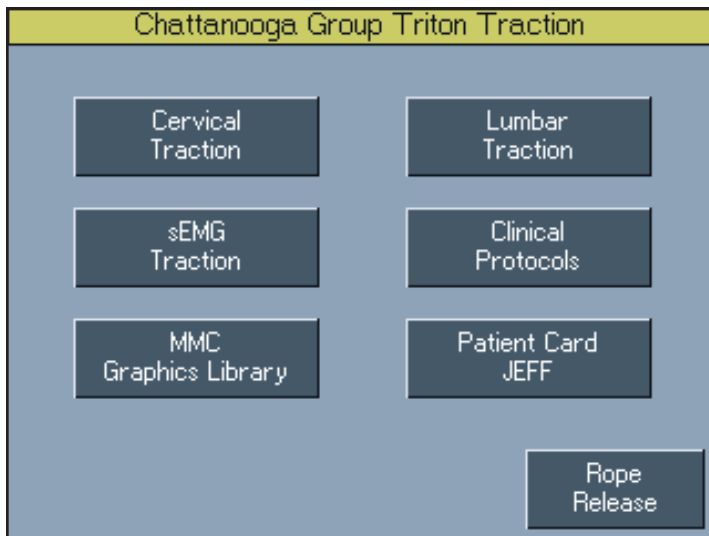 Chattanooga Group Triton Traction
Cervical
Traction
Lumbar
Traction
sEMG
Traction
Clinical
Protocols
MMC
Graphics Library
Patient Card
JEFF
Rope
Release